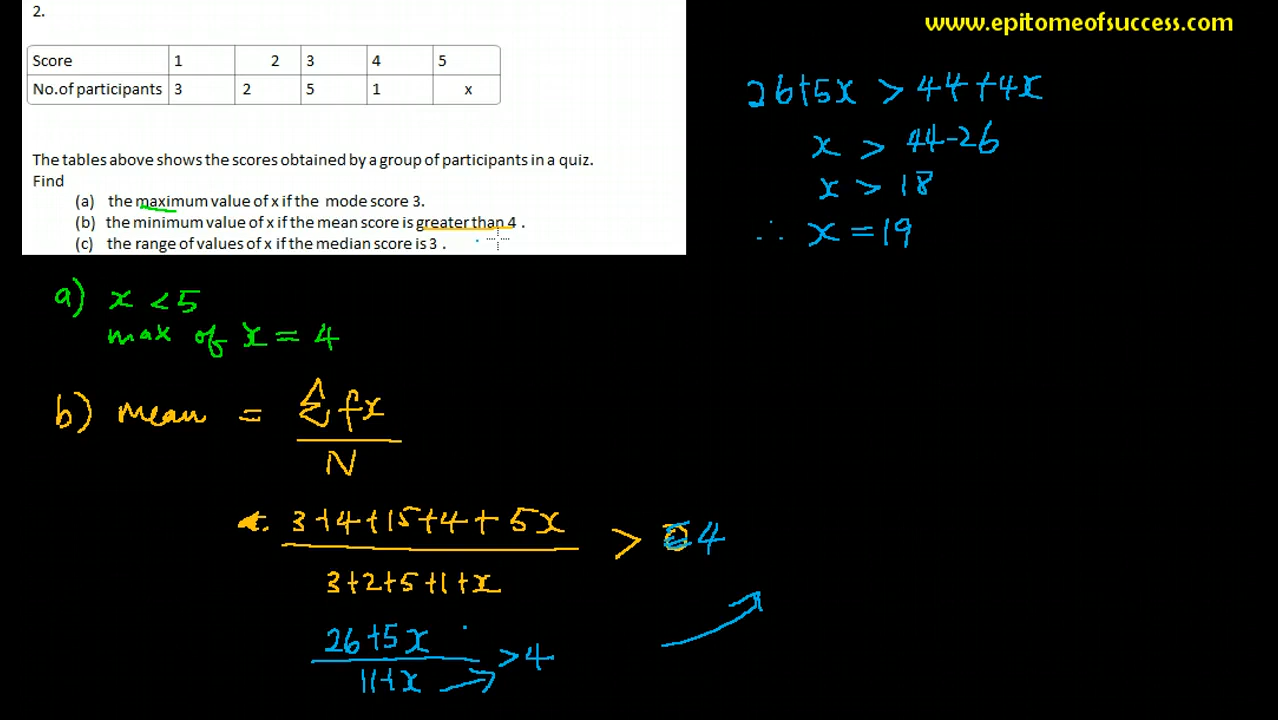 2.
www.epitomeofsuccess.com
Score 1 2 3 4 5
No.of participants 3 2 5 1 x
The tables above shows the scores obtained by a group of participants in a quiz.
Find
(a) the maximum value of x if the mode score 3.
(b) the minimum value of x if the mean score is greater than 4 .
(c) the range of values of x if the median score is 3 .
26+5x > 44+4x
x > 44-26
x > 18
∴ x = 19
a) x < 5
max of x = 4
b) mean = Σfx
N
3+4+15+4+5x > 4
3+2+5+1+x
26+5x > 4
11+x